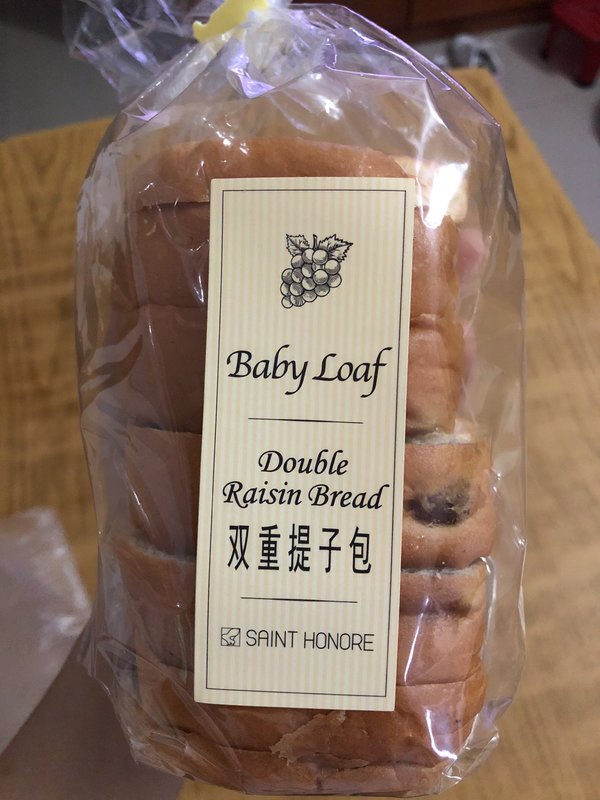 Baby Loaf
Double
Raisin Bread
双重提子包
SAINT HONORE